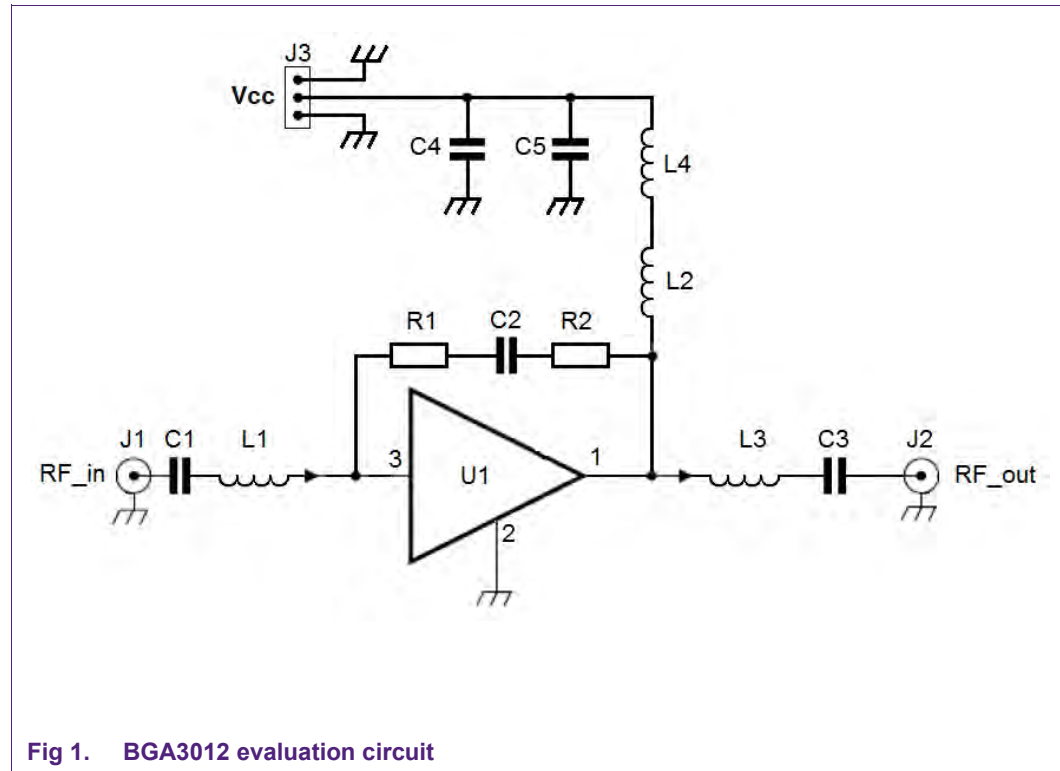 J3
Vcc
C4
C5
L4
L2
R1
C2
R2
J1
C1
L1
L3
C3
J2
RF_in
3
U1
1
RF_out
2
Fig 1. BGA3012 evaluation circuit